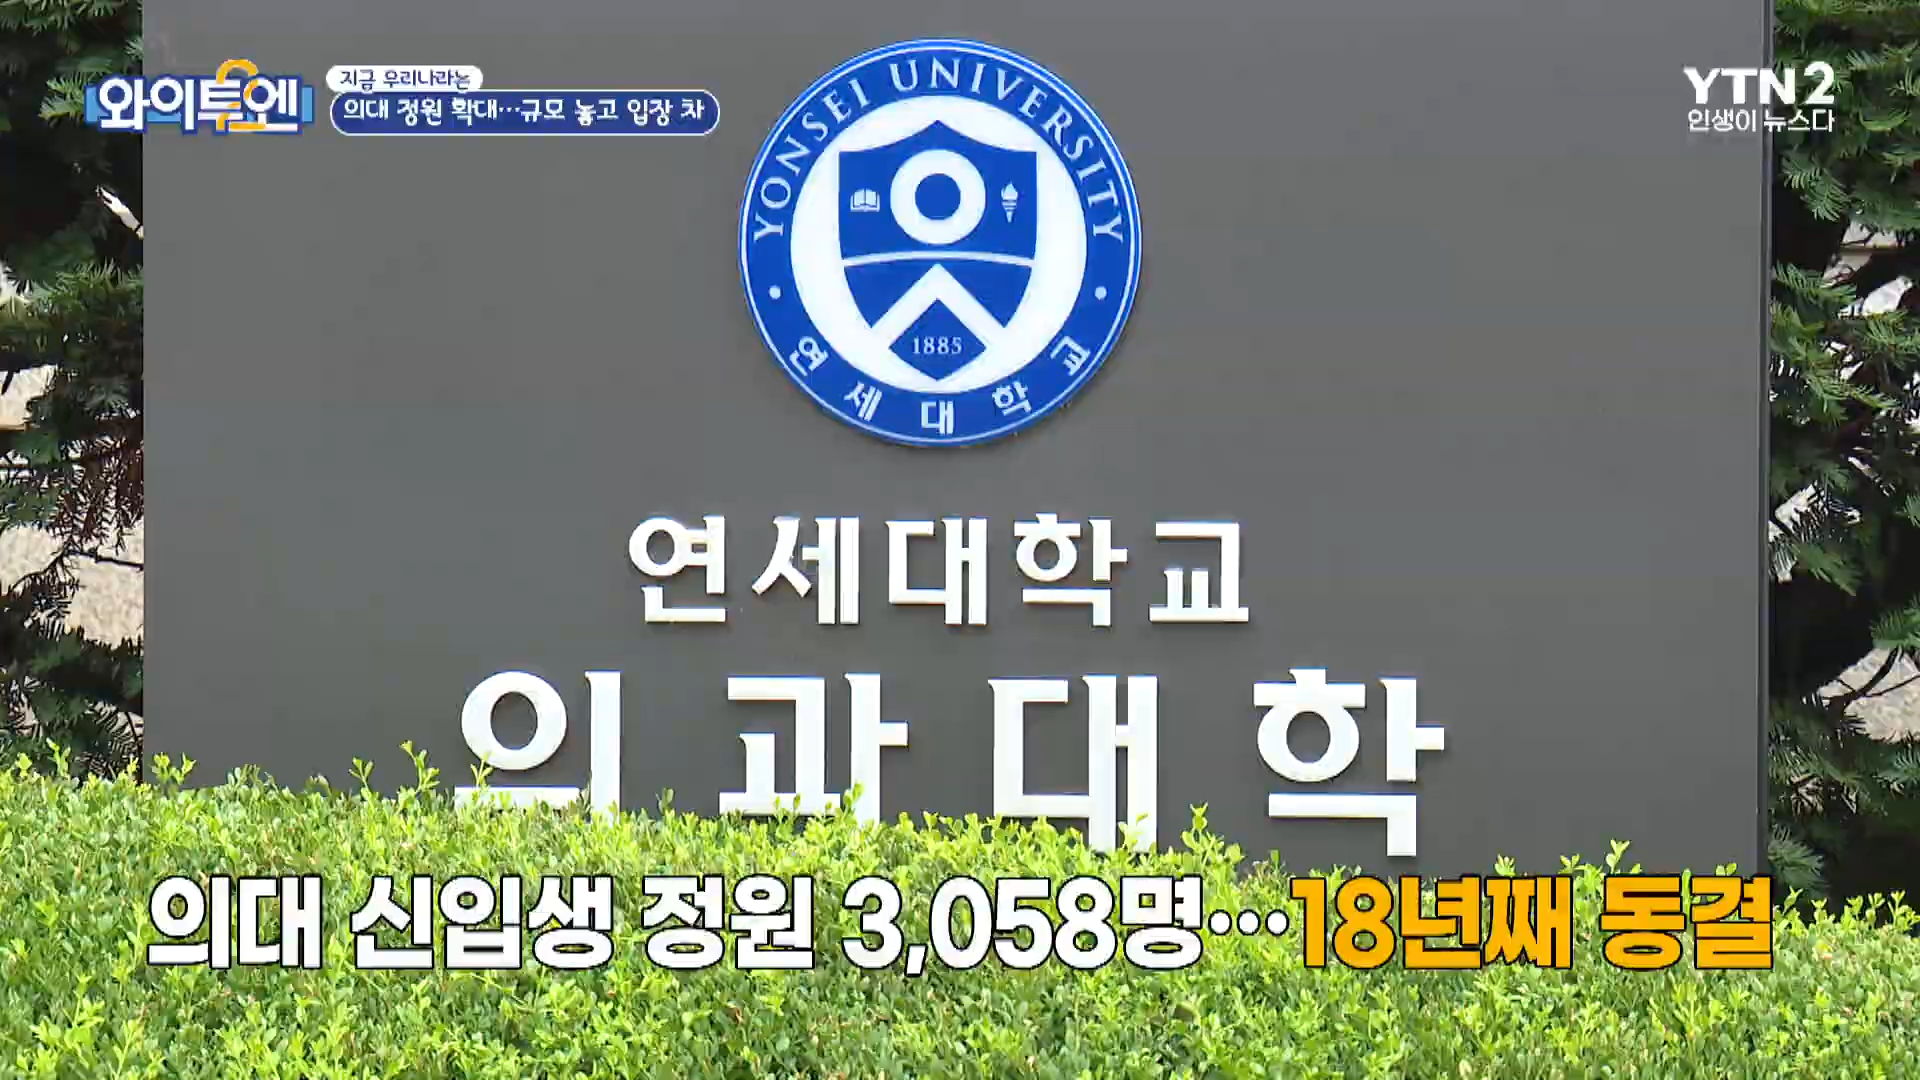 와이투엔
지금 우리나라는
의대 정원 확대…규모 놓고 입장 차
YTN2
인생이 뉴스다
YONSEI UNIVERSITY
1885
연세대학교
연세대학교
의과대학
의대 신입생 정원 3,058명…18년째 동결